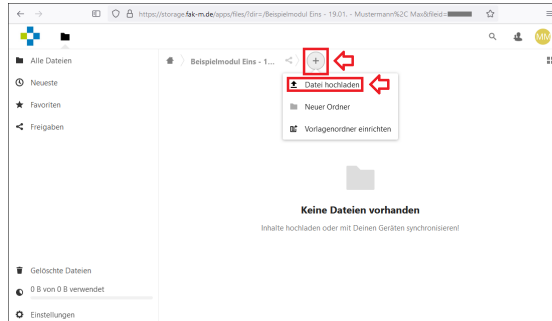 https://storage.fak-m.de/apps/files/?dir=/Beispielmodul Eins - 19.01. - Mustermann%2C Max&fileid=
MM
Alle Dateien
Beispielmodul Eins - 1...
+
Neueste
Datei hochladen
Favoriten
Neuer Ordner
Freigaben
Vorlagenordner einrichten
Keine Dateien vorhanden
Inhalte hochladen oder mit Deinen Geräten synchronisieren!
Gelöschte Dateien
0 B von 0 B verwendet
Einstellungen